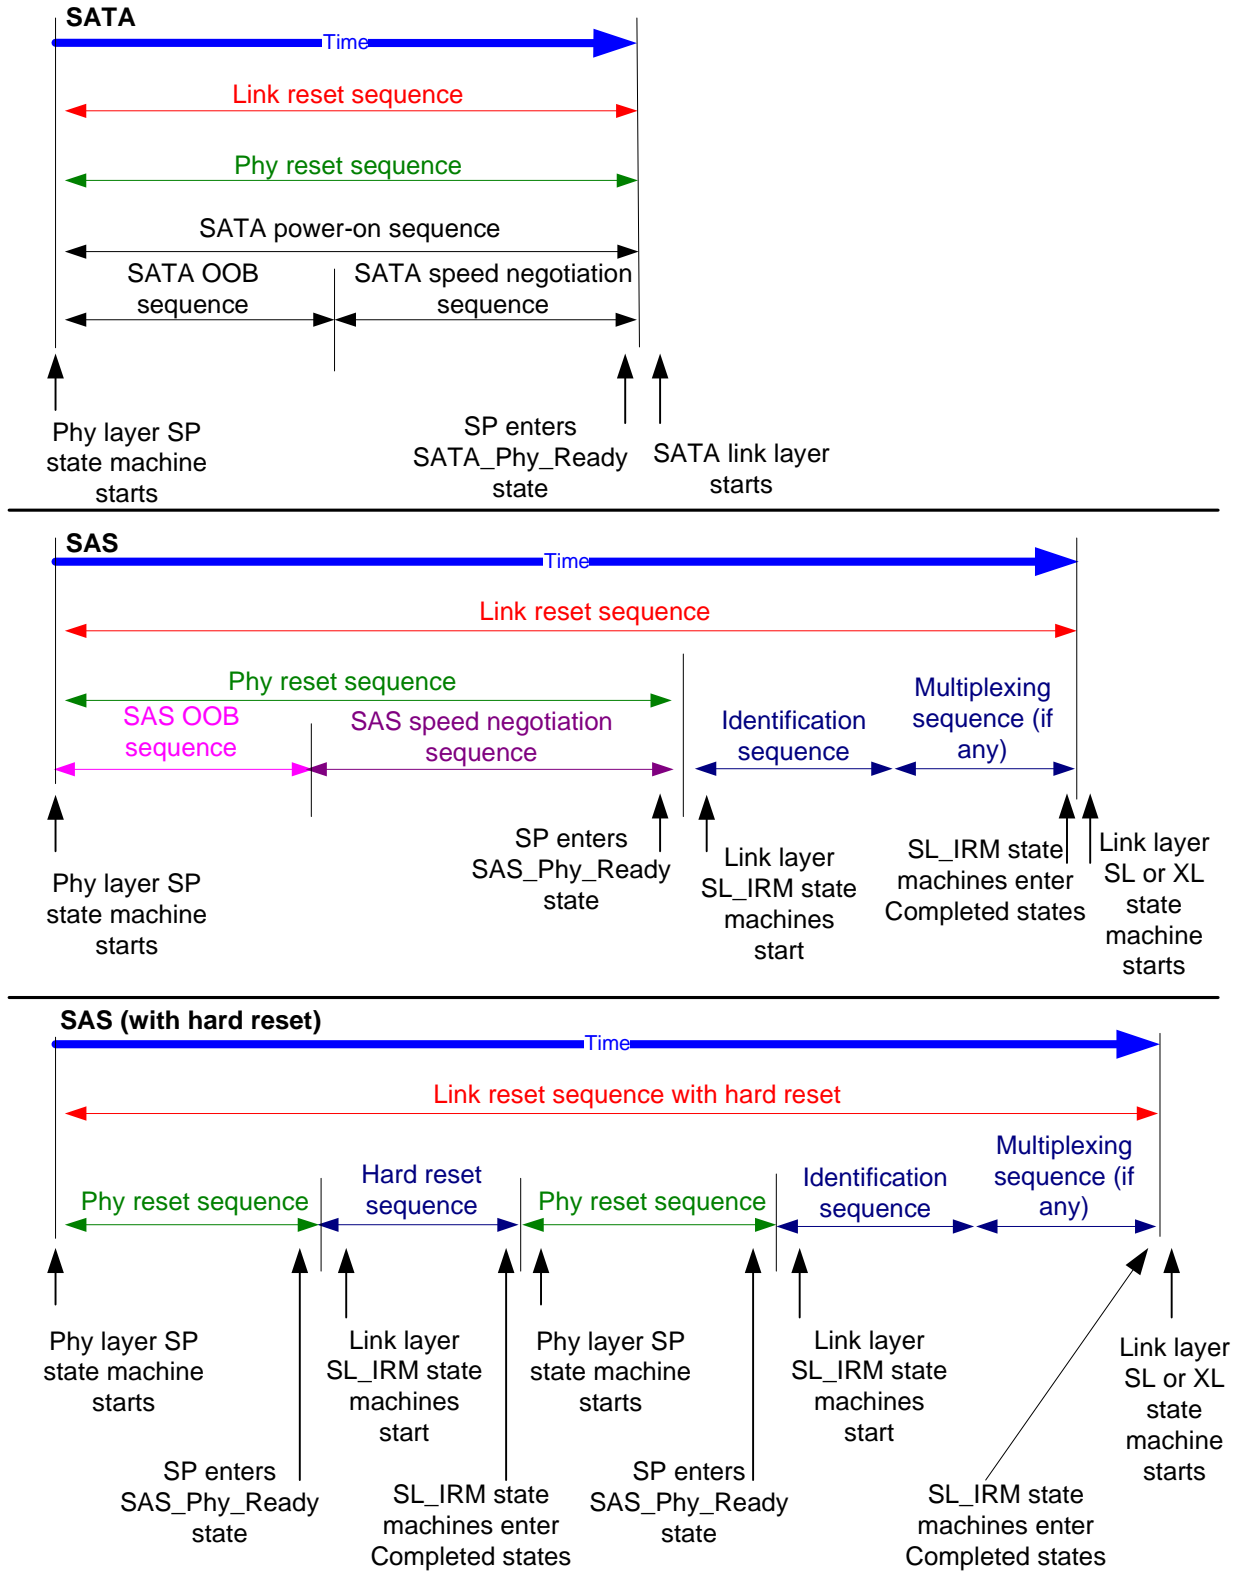 SATA
Time
Link reset sequence
Phy reset sequence
SATA power-on sequence
SATA OOB
sequence
SATA speed negotiation
sequence
Phy layer SP
state machine
starts
SP enters
SATA_Phy_Ready
state
SATA link layer
starts
SAS
Time
Link reset sequence
Phy reset sequence
SAS OOB
sequence
SAS speed negotiation
sequence
Identification
sequence
Multiplexing
sequence (if
any)
Phy layer SP
state machine
starts
SP enters
SAS_Phy_Ready
state
Link layer
SL_IRM state
machines
start
SL_IRM state
machines enter
Completed states
Link layer
SL or XL
state
machine
starts
SAS (with hard reset)
Time
Link reset sequence with hard reset
Phy reset sequence
Hard reset
sequence
Phy reset sequence
Identification
sequence
Multiplexing
sequence (if
any)
Phy layer SP
state machine
starts
Link layer
SL_IRM state
machines
start
Phy layer SP
state machine
starts
Link layer
SL_IRM state
machines
start
Link layer
SL or XL
state
machine
starts
SP enters
SAS_Phy_Ready
state
SL_IRM state
machines enter
Completed states
SP enters
SAS_Phy_Ready
state
SL_IRM state
machines enter
Completed states